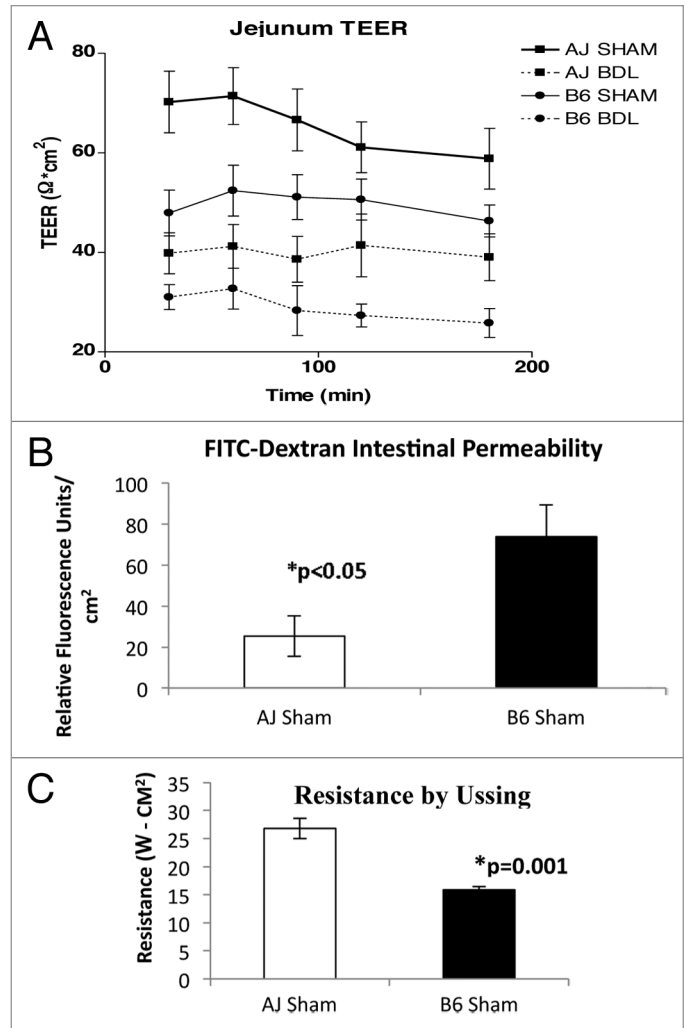 A
Jejunum TEER
AJ SHAM
AJ BDL
B6 SHAM
B6 BDL
TEER (Ω*cm²)
80
60
40
20
0
100
200
Time (min)
B
FITC-Dextran Intestinal Permeability
Relative Fluorescence Units/
cm²
100
80
60
40
20
0
*p<0.05
AJ Sham
B6 Sham
C
Resistance by Ussing
Resistance (W - CM²)
35
30
25
20
15
10
5
0
*p=0.001
AJ Sham
B6 Sham